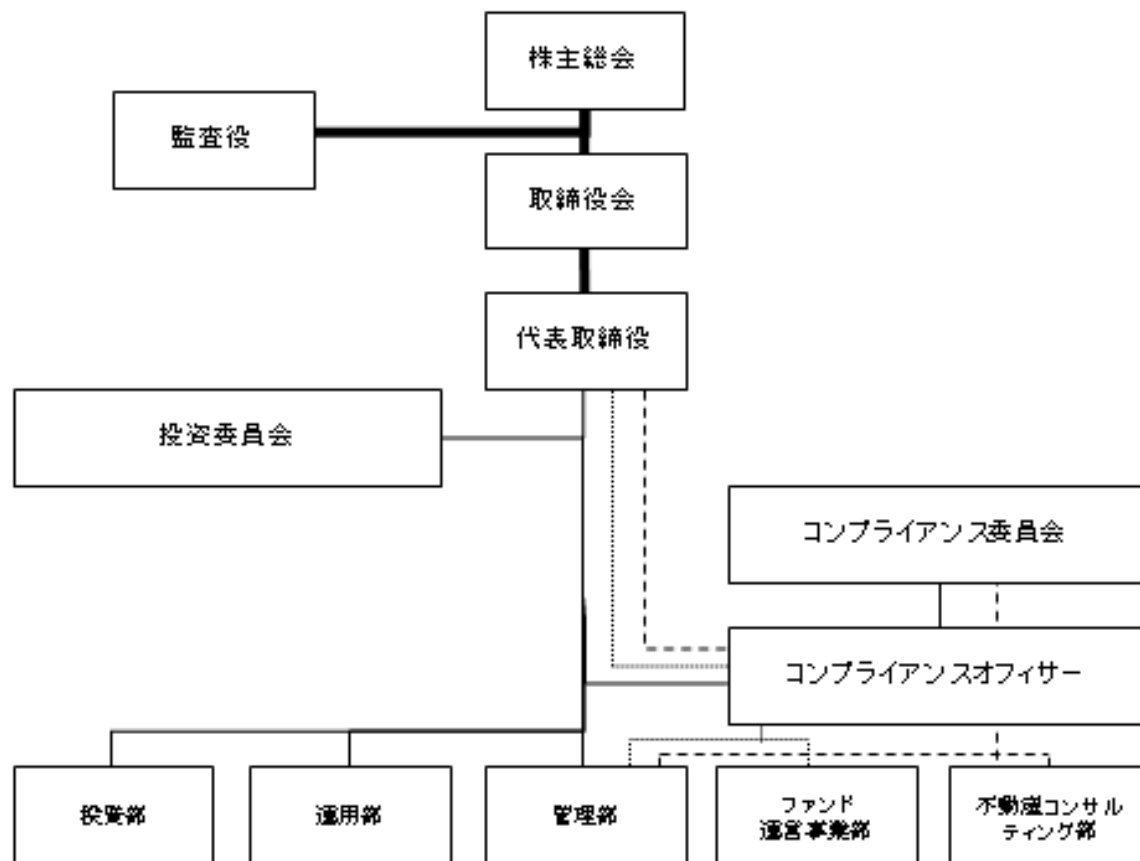 株主総会
監査役
取締役会
代表取締役
投資委員会
コンプライアンス委員会
コンプライアンスオフィサー
投資部
運用部
管理部
ファンド
運営事業部
不動産コンサル
ティング部